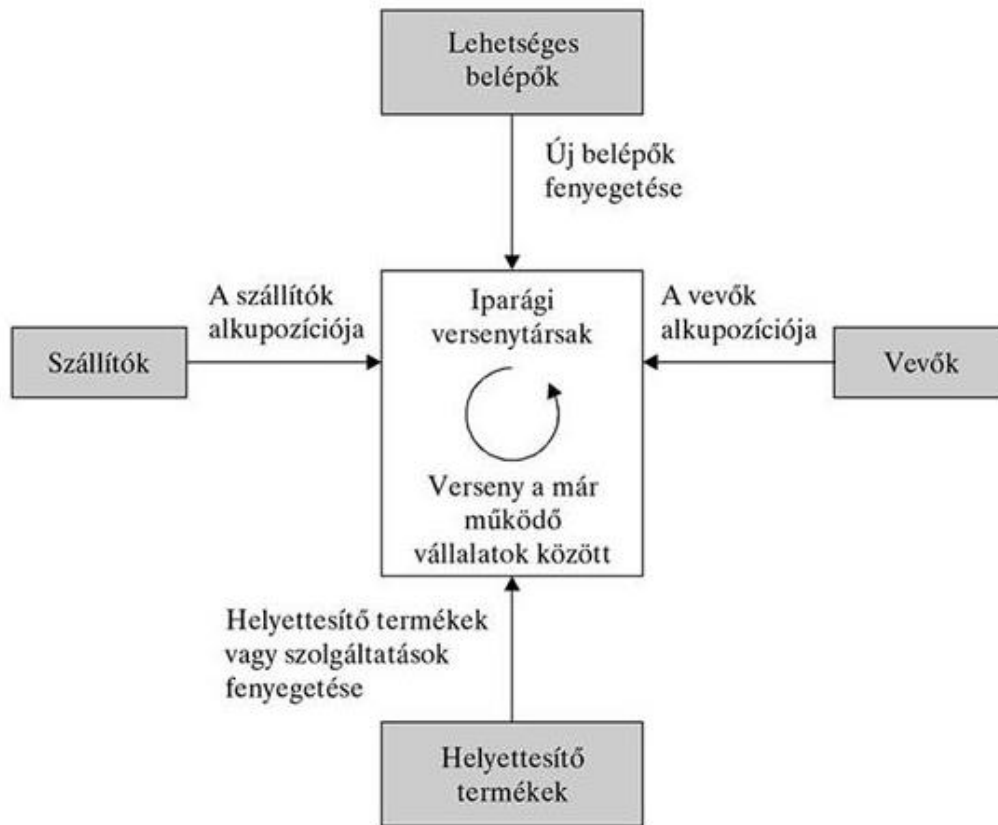 Lehetséges
belépők
Új belépők
fenyegetése
A szállítók
alkupozíciója
Iparági
versenytársak
A vevők
alkupozíciója
Szállítók
Vevők
Verseny a már
működő
vállalatok között
Helyettesítő termékek
vagy szolgáltatások
fenyegetése
Helyettesítő
termékek